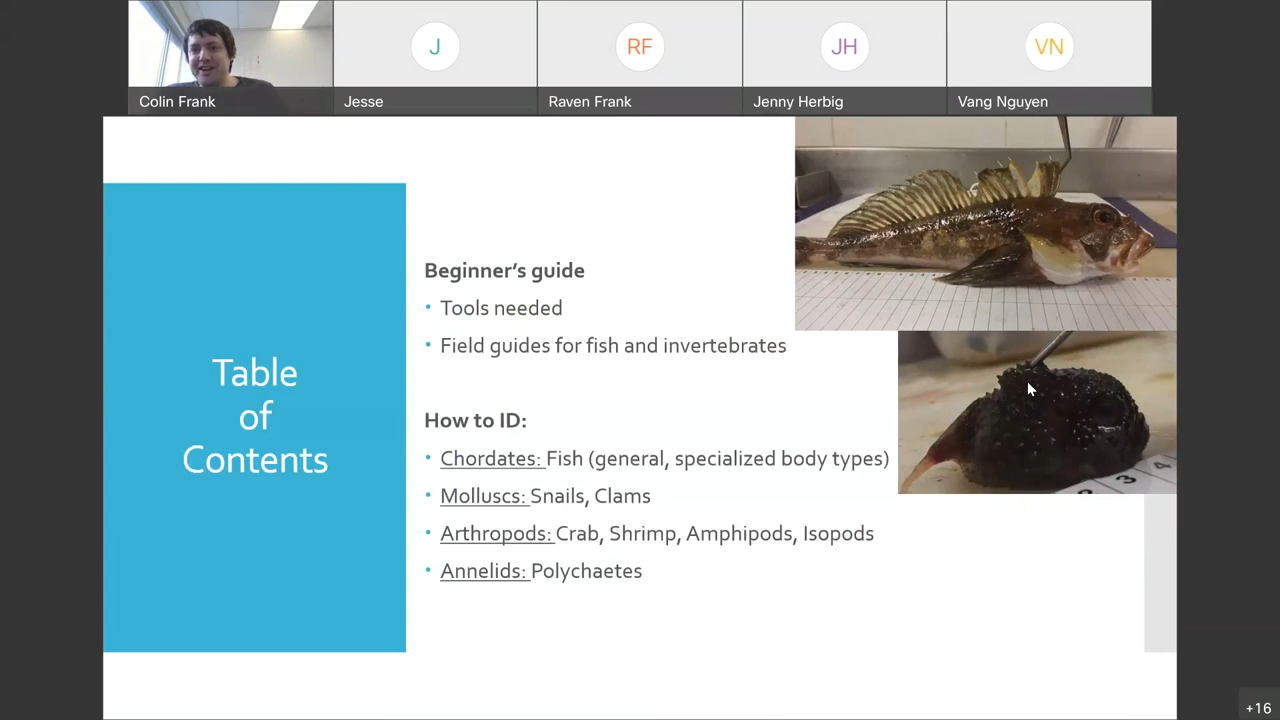 J
RF
JH
VN
Colin Frank
Jesse
Raven Frank
Jenny Herbig
Vang Nguyen
Table
of
Contents
Beginner's guide
• Tools needed
• Field guides for fish and invertebrates
How to ID:
• Chordates: Fish (general, specialized body types)
• Molluscs: Snails, Clams
• Arthropods: Crab, Shrimp, Amphipods, Isopods
• Annelids: Polychaetes
3
4
+16